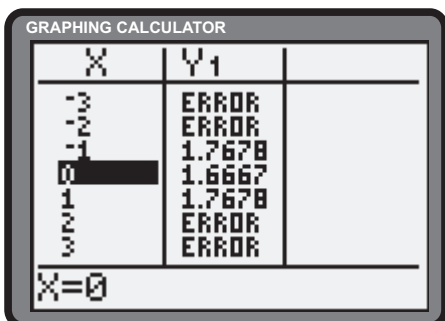 GRAPHING CALCULATOR
X Y1
-3 ERROR
-2 ERROR
-1 1.7678
0 1.6667
1 1.7678
2 ERROR
3 ERROR
X=0